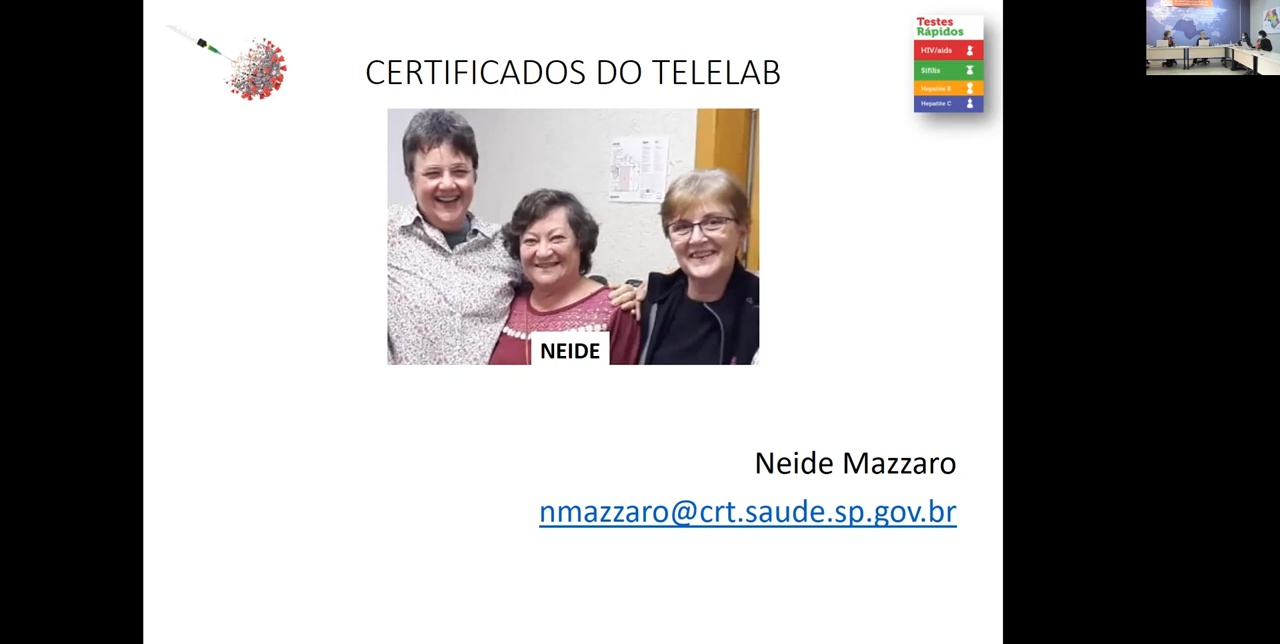 CERTIFICADOS DO TELELAB
Testes
Rápidos
HIV/aids
Sífilis
Hepatite B
Hepatite C
NEIDE
Neide Mazzaro
nmazzaro@crt.saude.sp.gov.br